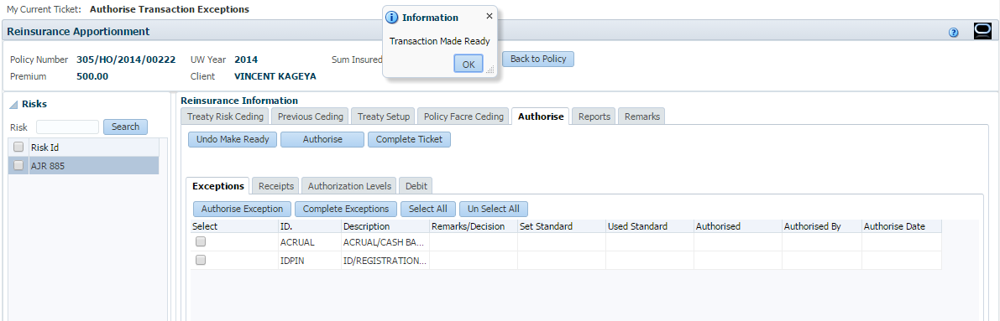 My Current Ticket: Authorise Transaction Exceptions
Information
Transaction Made Ready
OK
Reinsurance Apportionment
Policy Number 305/HO/2014/00222 UW Year 2014 Sum Insured Back to Policy
Premium 500.00 Client VINCENT KAGEYA
Risks
Risk Search
Risk Id
AJR 885
Reinsurance Information
Treaty Risk Ceding Previous Ceding Treaty Setup Policy Facre Ceding Authorise Reports Remarks
Undo Make Ready Authorise Complete Ticket
Exceptions Receipts Authorization Levels Debit
Authorise Exception Complete Exceptions Select All Un Select All
Select ID. Description Remarks/Decision Set Standard Used Standard Authorised Authorised By Authorise Date
ACRUAL ACRUAL/CASH BA...
IDPIN ID/REGISTRATION...